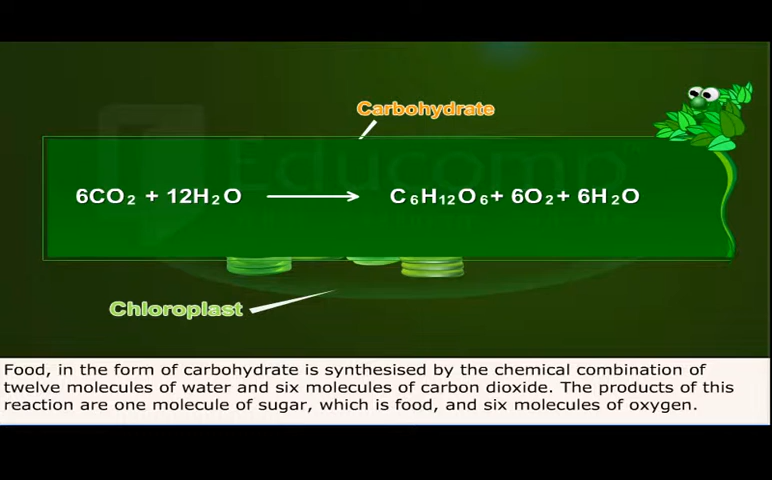 Carbohydrate
Educomp
6CO₂ + 12H₂O ⟶ C₆H₁₂O₆ + 6O₂ + 6H₂O
Chloroplast
Food, in the form of carbohydrate is synthesised by the chemical combination of
twelve molecules of water and six molecules of carbon dioxide. The products of this
reaction are one molecule of sugar, which is food, and six molecules of oxygen.